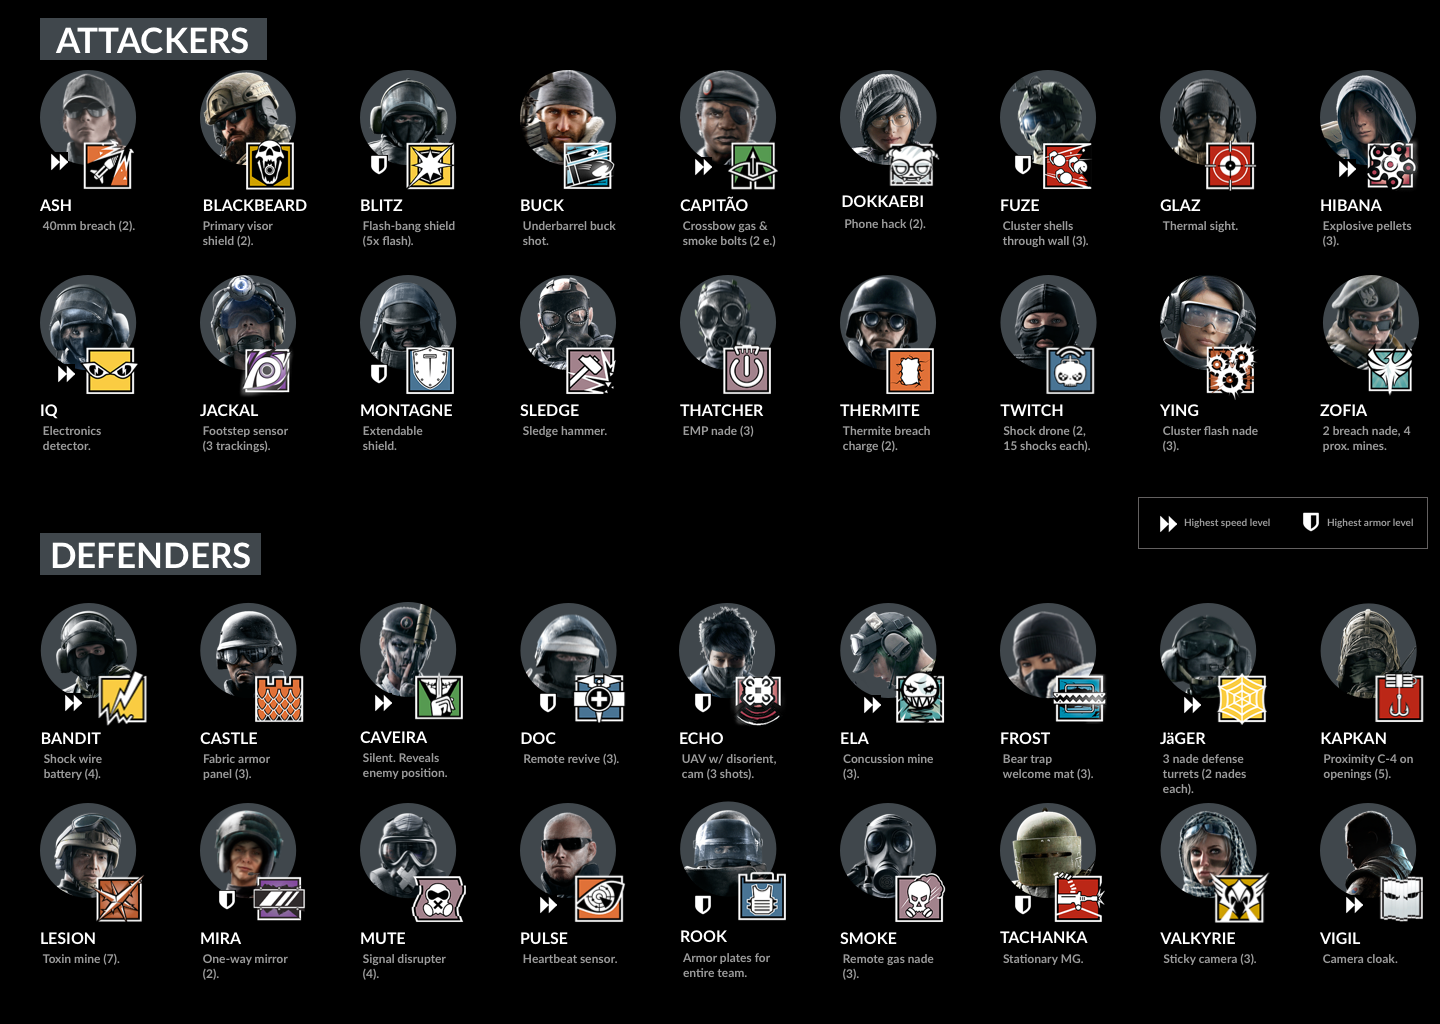 ATTACKERS
ASH
40mm breach (2).
BLACKBEARD
Primary visor
shield (2).
BLITZ
Flash-bang shield
(5x flash).
BUCK
Underbarrel buck
shot.
CAPITÃO
Crossbow gas &
smoke bolts (2 e.)
DOKKAEBI
Phone hack (2).
FUZE
Cluster shells
through wall (3).
GLAZ
Thermal sight.
HIBANA
Explosive pellets
(3).
IQ
Electronics
detector.
JACKAL
Footstep sensor
(3 trackings).
MONTAGNE
Extendable
shield.
SLEDGE
Sledge hammer.
THATCHER
EMP nade (3)
THERMITE
Thermite breach
charge (2).
TWITCH
Shock drone (2,
15 shocks each).
YING
Cluster flash nade
(3).
ZOFIA
2 breach nade, 4
prox. mines.
Highest speed level
Highest armor level
DEFENDERS
BANDIT
Shock wire
battery (4).
CASTLE
Fabric armor
panel (3).
CAVEIRA
Silent. Reveals
enemy position.
DOC
Remote revive (3).
ECHO
UAV w/ disorient,
cam (3 shots).
ELA
Concussion mine
(3).
FROST
Bear trap
welcome mat (3).
JäGER
3 nade defense
turrets (2 nades
each).
KAPKAN
Proximity C-4 on
openings (5).
LESION
Toxin mine (7).
MIRA
One-way mirror
(2).
MUTE
Signal disrupter
(4).
PULSE
Heartbeat sensor.
ROOK
Armor plates for
entire team.
SMOKE
Remote gas nade
(3).
TACHANKA
Stationary MG.
VALKYRIE
Sticky camera (3).
VIGIL
Camera cloak.